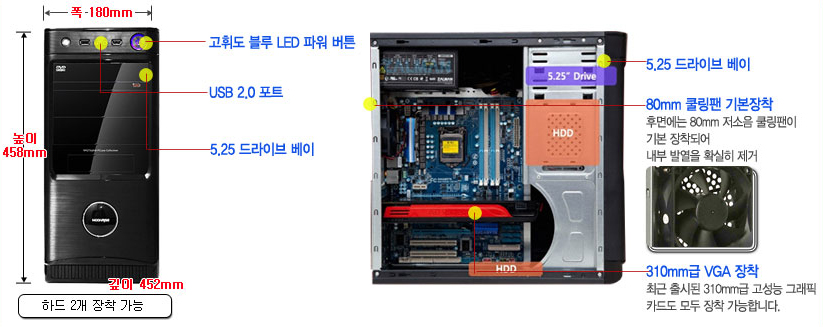 폭-180mm
고휘도 블루 LED 파워 버튼
USB 2.0 포트
5.25 드라이브 베이
높이
458mm
깊이 452mm
하드 2개 장착 가능
5.25" Drive
HDD
HDD
5.25 드라이브 베이
80mm 쿨링팬 기본장착
후면에는 80mm 저소음 쿨링팬이
기본 장착되어
내부 발열을 확실히 제거
310mm급 VGA 장착
최근 출시된 310mm급 고성능 그래픽
카드도 모두 장착 가능합니다.